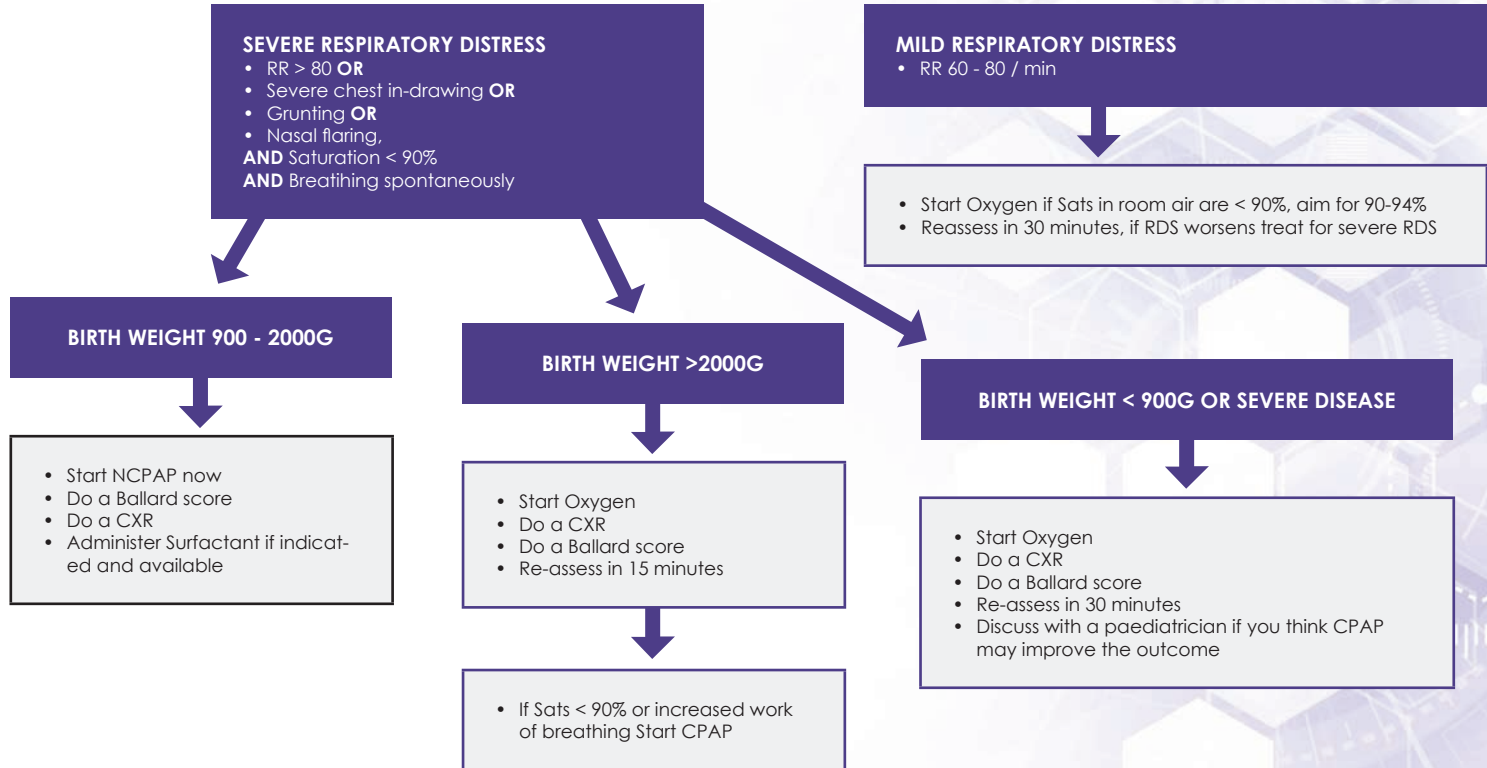 SEVERE RESPIRATORY DISTRESS
• RR > 80 OR
• Severe chest in-drawing OR
• Grunting OR
• Nasal flaring,
AND Saturation < 90%
AND Breatihing spontaneously
MILD RESPIRATORY DISTRESS
• RR 60 - 80 / min
• Start Oxygen if Sats in room air are < 90%, aim for 90-94%
• Reassess in 30 minutes, if RDS worsens treat for severe RDS
BIRTH WEIGHT 900 - 2000G
• Start NCPAP now
• Do a Ballard score
• Do a CXR
• Administer Surfactant if indicat-
ed and available
BIRTH WEIGHT >2000G
• Start Oxygen
• Do a CXR
• Do a Ballard score
• Re-assess in 15 minutes
• If Sats < 90% or increased work
of breathing Start CPAP
BIRTH WEIGHT < 900G OR SEVERE DISEASE
• Start Oxygen
• Do a CXR
• Do a Ballard score
• Re-assess in 30 minutes
• Discuss with a paediatrician if you think CPAP
may improve the outcome